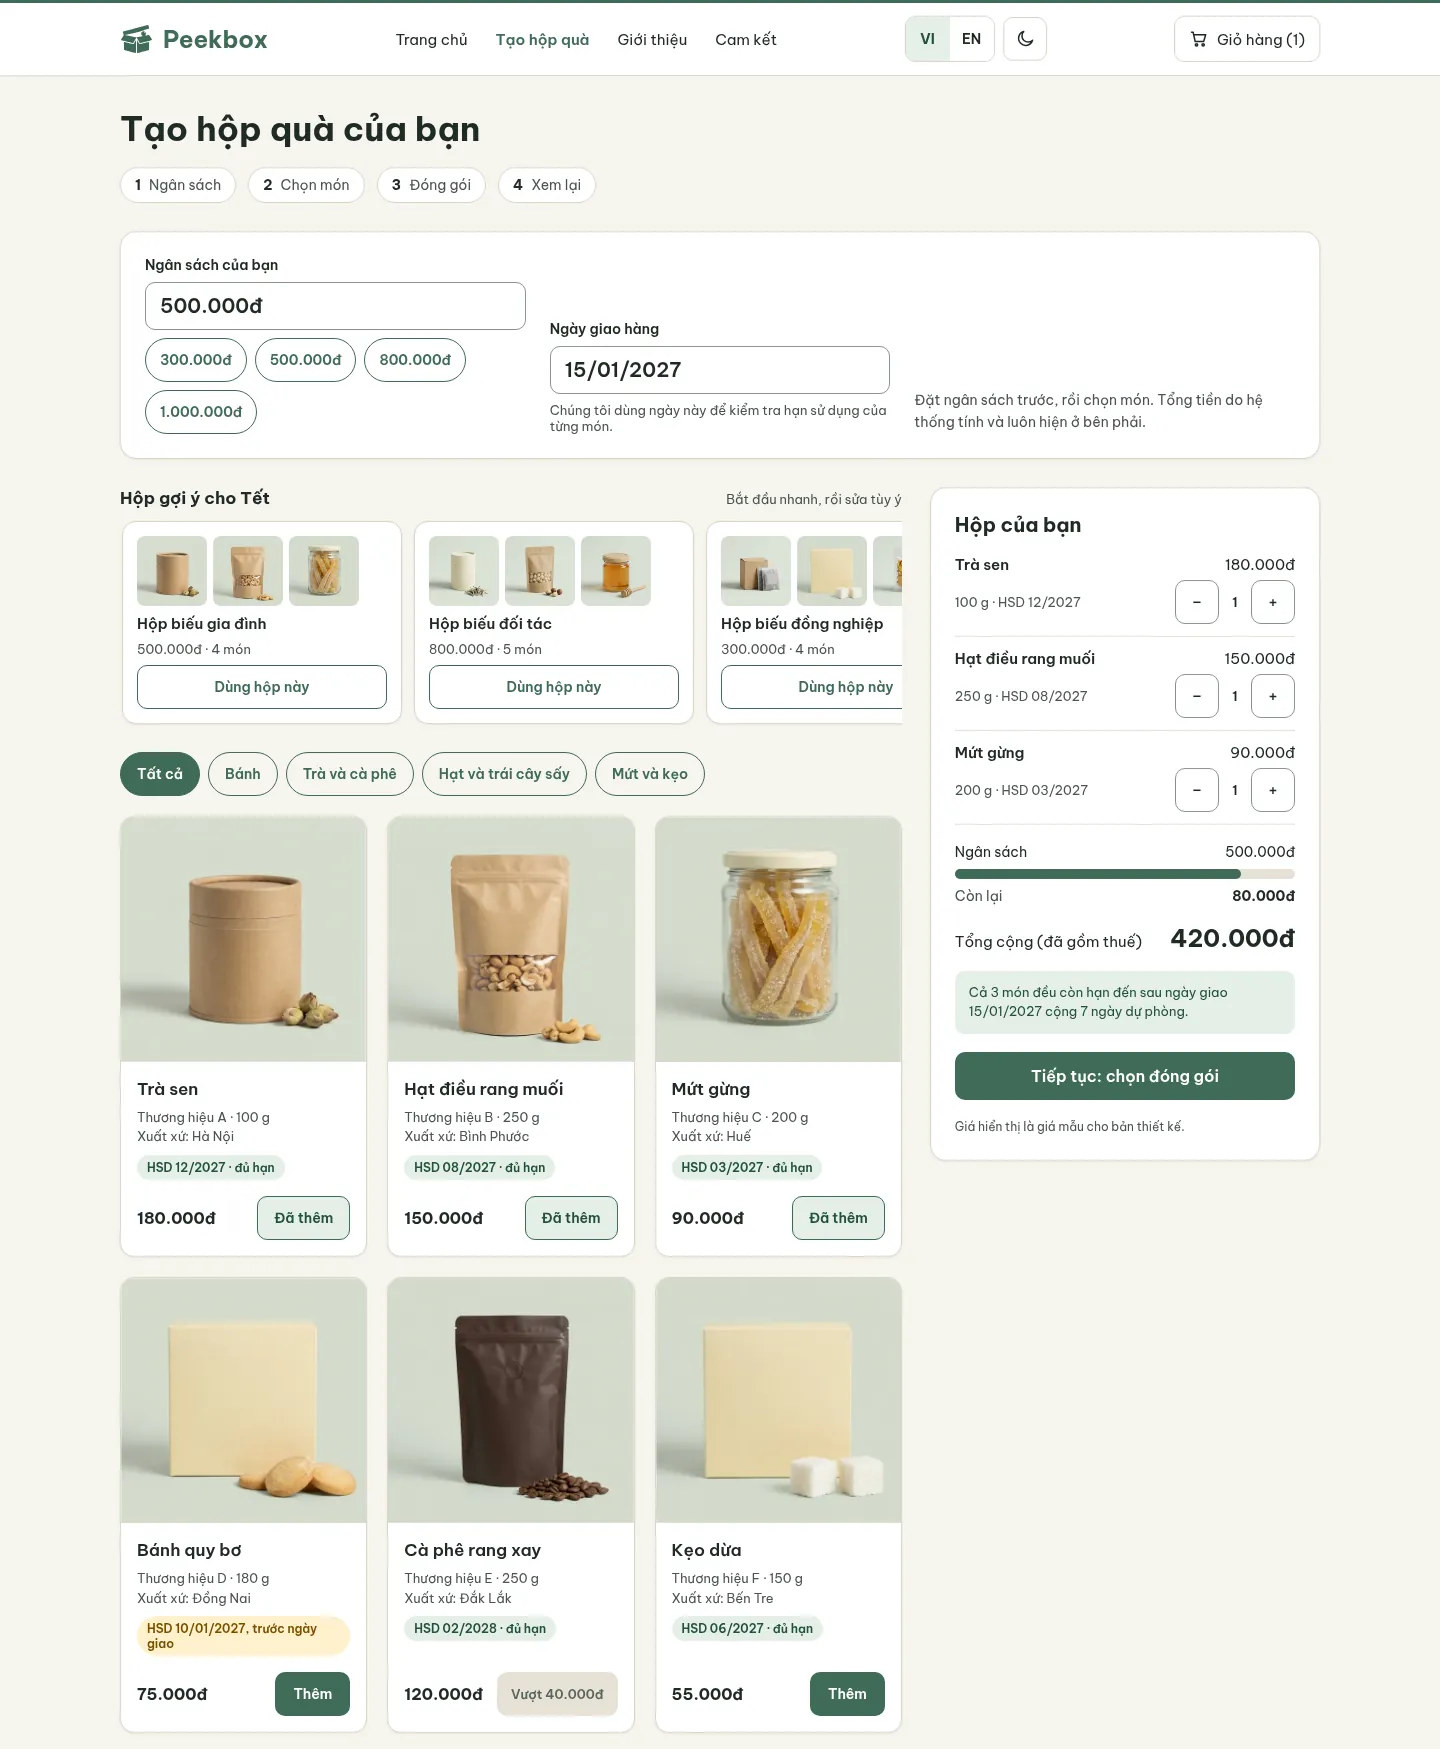 Peekbox
Trang chủ
Tạo hộp quà
Giới thiệu
Cam kết
VI
EN
Giỏ hàng (1)
Tạo hộp quà của bạn
1 Ngân sách
2 Chọn món
3 Đóng gói
4 Xem lại
Ngân sách của bạn
500.000đ
300.000đ
500.000đ
800.000đ
1.000.000đ
Ngày giao hàng
15/01/2027
Chúng tôi dùng ngày này để kiểm tra hạn sử dụng của
từng món.
Đặt ngân sách trước, rồi chọn món. Tổng tiền do hệ
thống tính và luôn hiện ở bên phải.
Hộp gợi ý cho Tết
Bắt đầu nhanh, rồi sửa tùy ý
Hộp biếu gia đình
500.000đ · 4 món
Dùng hộp này
Hộp biếu đối tác
800.000đ · 5 món
Dùng hộp này
Hộp biếu đồng nghiệp
300.000đ · 4 món
Dùng hộp này
Tất cả
Bánh
Trà và cà phê
Hạt và trái cây sấy
Mứt và kẹo
Trà sen
Thương hiệu A · 100 g
Xuất xứ: Hà Nội
HSD 12/2027 · đủ hạn
180.000đ
Đã thêm
Hạt điều rang muối
Thương hiệu B · 250 g
Xuất xứ: Bình Phước
HSD 08/2027 · đủ hạn
150.000đ
Đã thêm
Mứt gừng
Thương hiệu C · 200 g
Xuất xứ: Huế
HSD 03/2027 · đủ hạn
90.000đ
Đã thêm
Bánh quy bơ
Thương hiệu D · 180 g
Xuất xứ: Đồng Nai
HSD 10/01/2027, trước ngày
giao
75.000đ
Thêm
Cà phê rang xay
Thương hiệu E · 250 g
Xuất xứ: Đắk Lắk
HSD 02/2028 · đủ hạn
120.000đ
Vượt 40.000đ
Kẹo dừa
Thương hiệu F · 150 g
Xuất xứ: Bến Tre
HSD 06/2027 · đủ hạn
55.000đ
Thêm
Hộp của bạn
Trà sen
180.000đ
100 g · HSD 12/2027
− 1 +
Hạt điều rang muối
150.000đ
250 g · HSD 08/2027
− 1 +
Mứt gừng
90.000đ
200 g · HSD 03/2027
− 1 +
Ngân sách
500.000đ
Còn lại
80.000đ
Tổng cộng (đã gồm thuế)
420.000đ
Cả 3 món đều còn hạn đến sau ngày giao
15/01/2027 cộng 7 ngày dự phòng.
Tiếp tục: chọn đóng gói
Giá hiển thị là giá mẫu cho bản thiết kế.